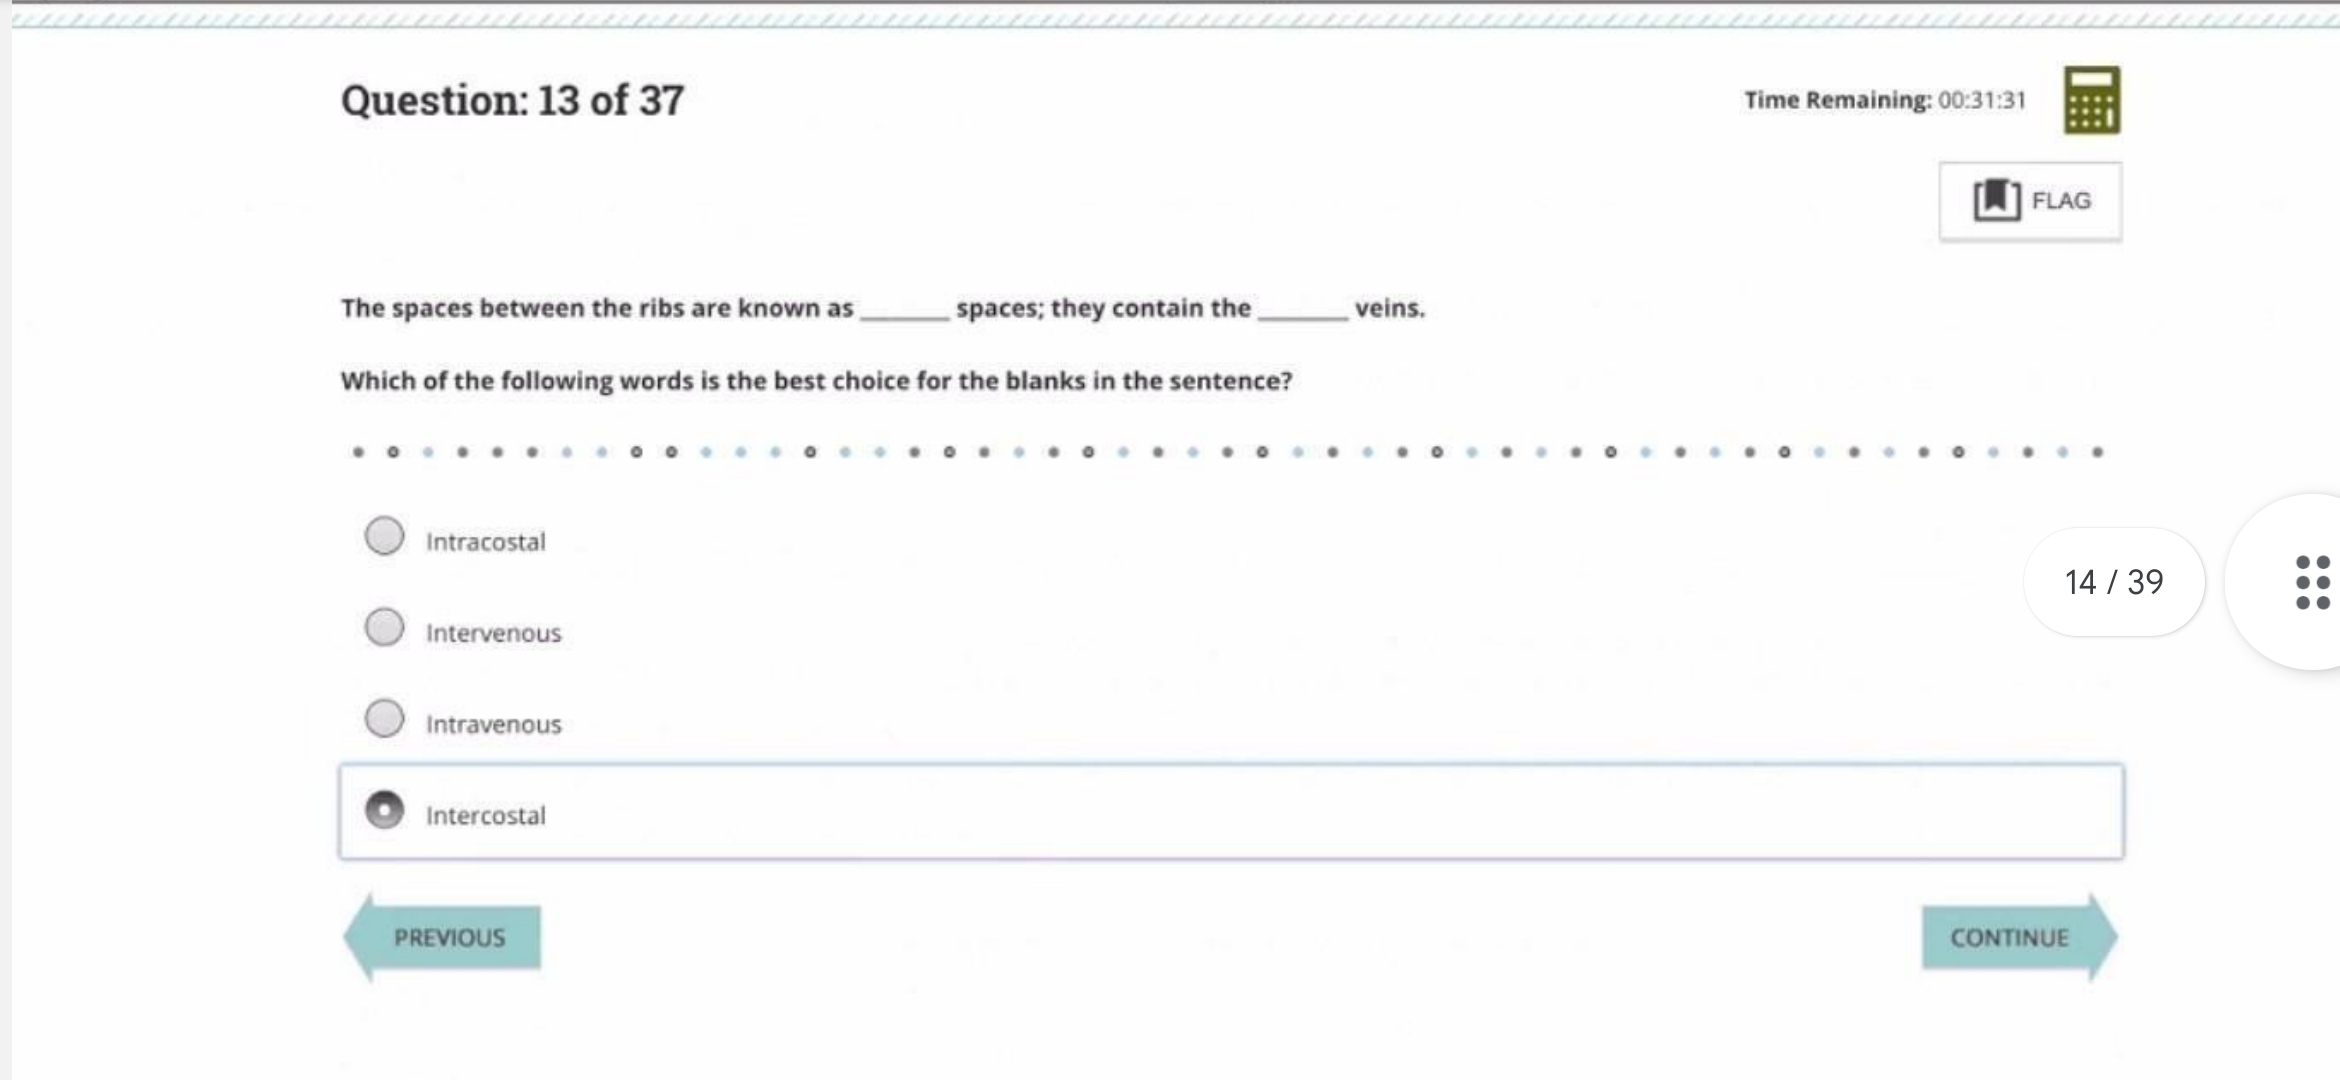 Question: 13 of 37
Time Remaining: 00:31:31
FLAG
The spaces between the ribs are known as _______ spaces; they contain the _______ veins.
Which of the following words is the best choice for the blanks in the sentence?
Intracostal
14 / 39
Intervenous
Intravenous
Intercostal
PREVIOUS
CONTINUE